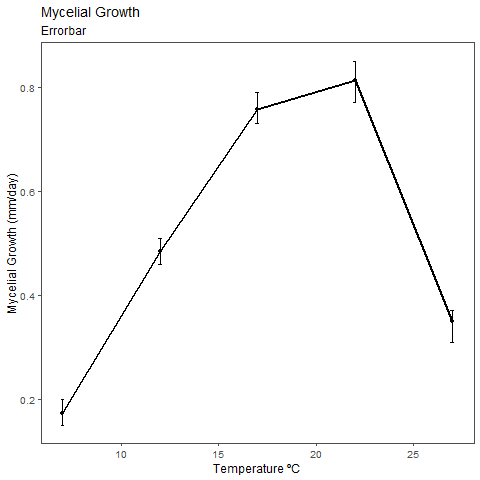 Mycelial Growth
Errorbar
Mycelial Growth (mm/day)
0.8
0.6
0.4
0.2
10 15 20 25
Temperature ºC